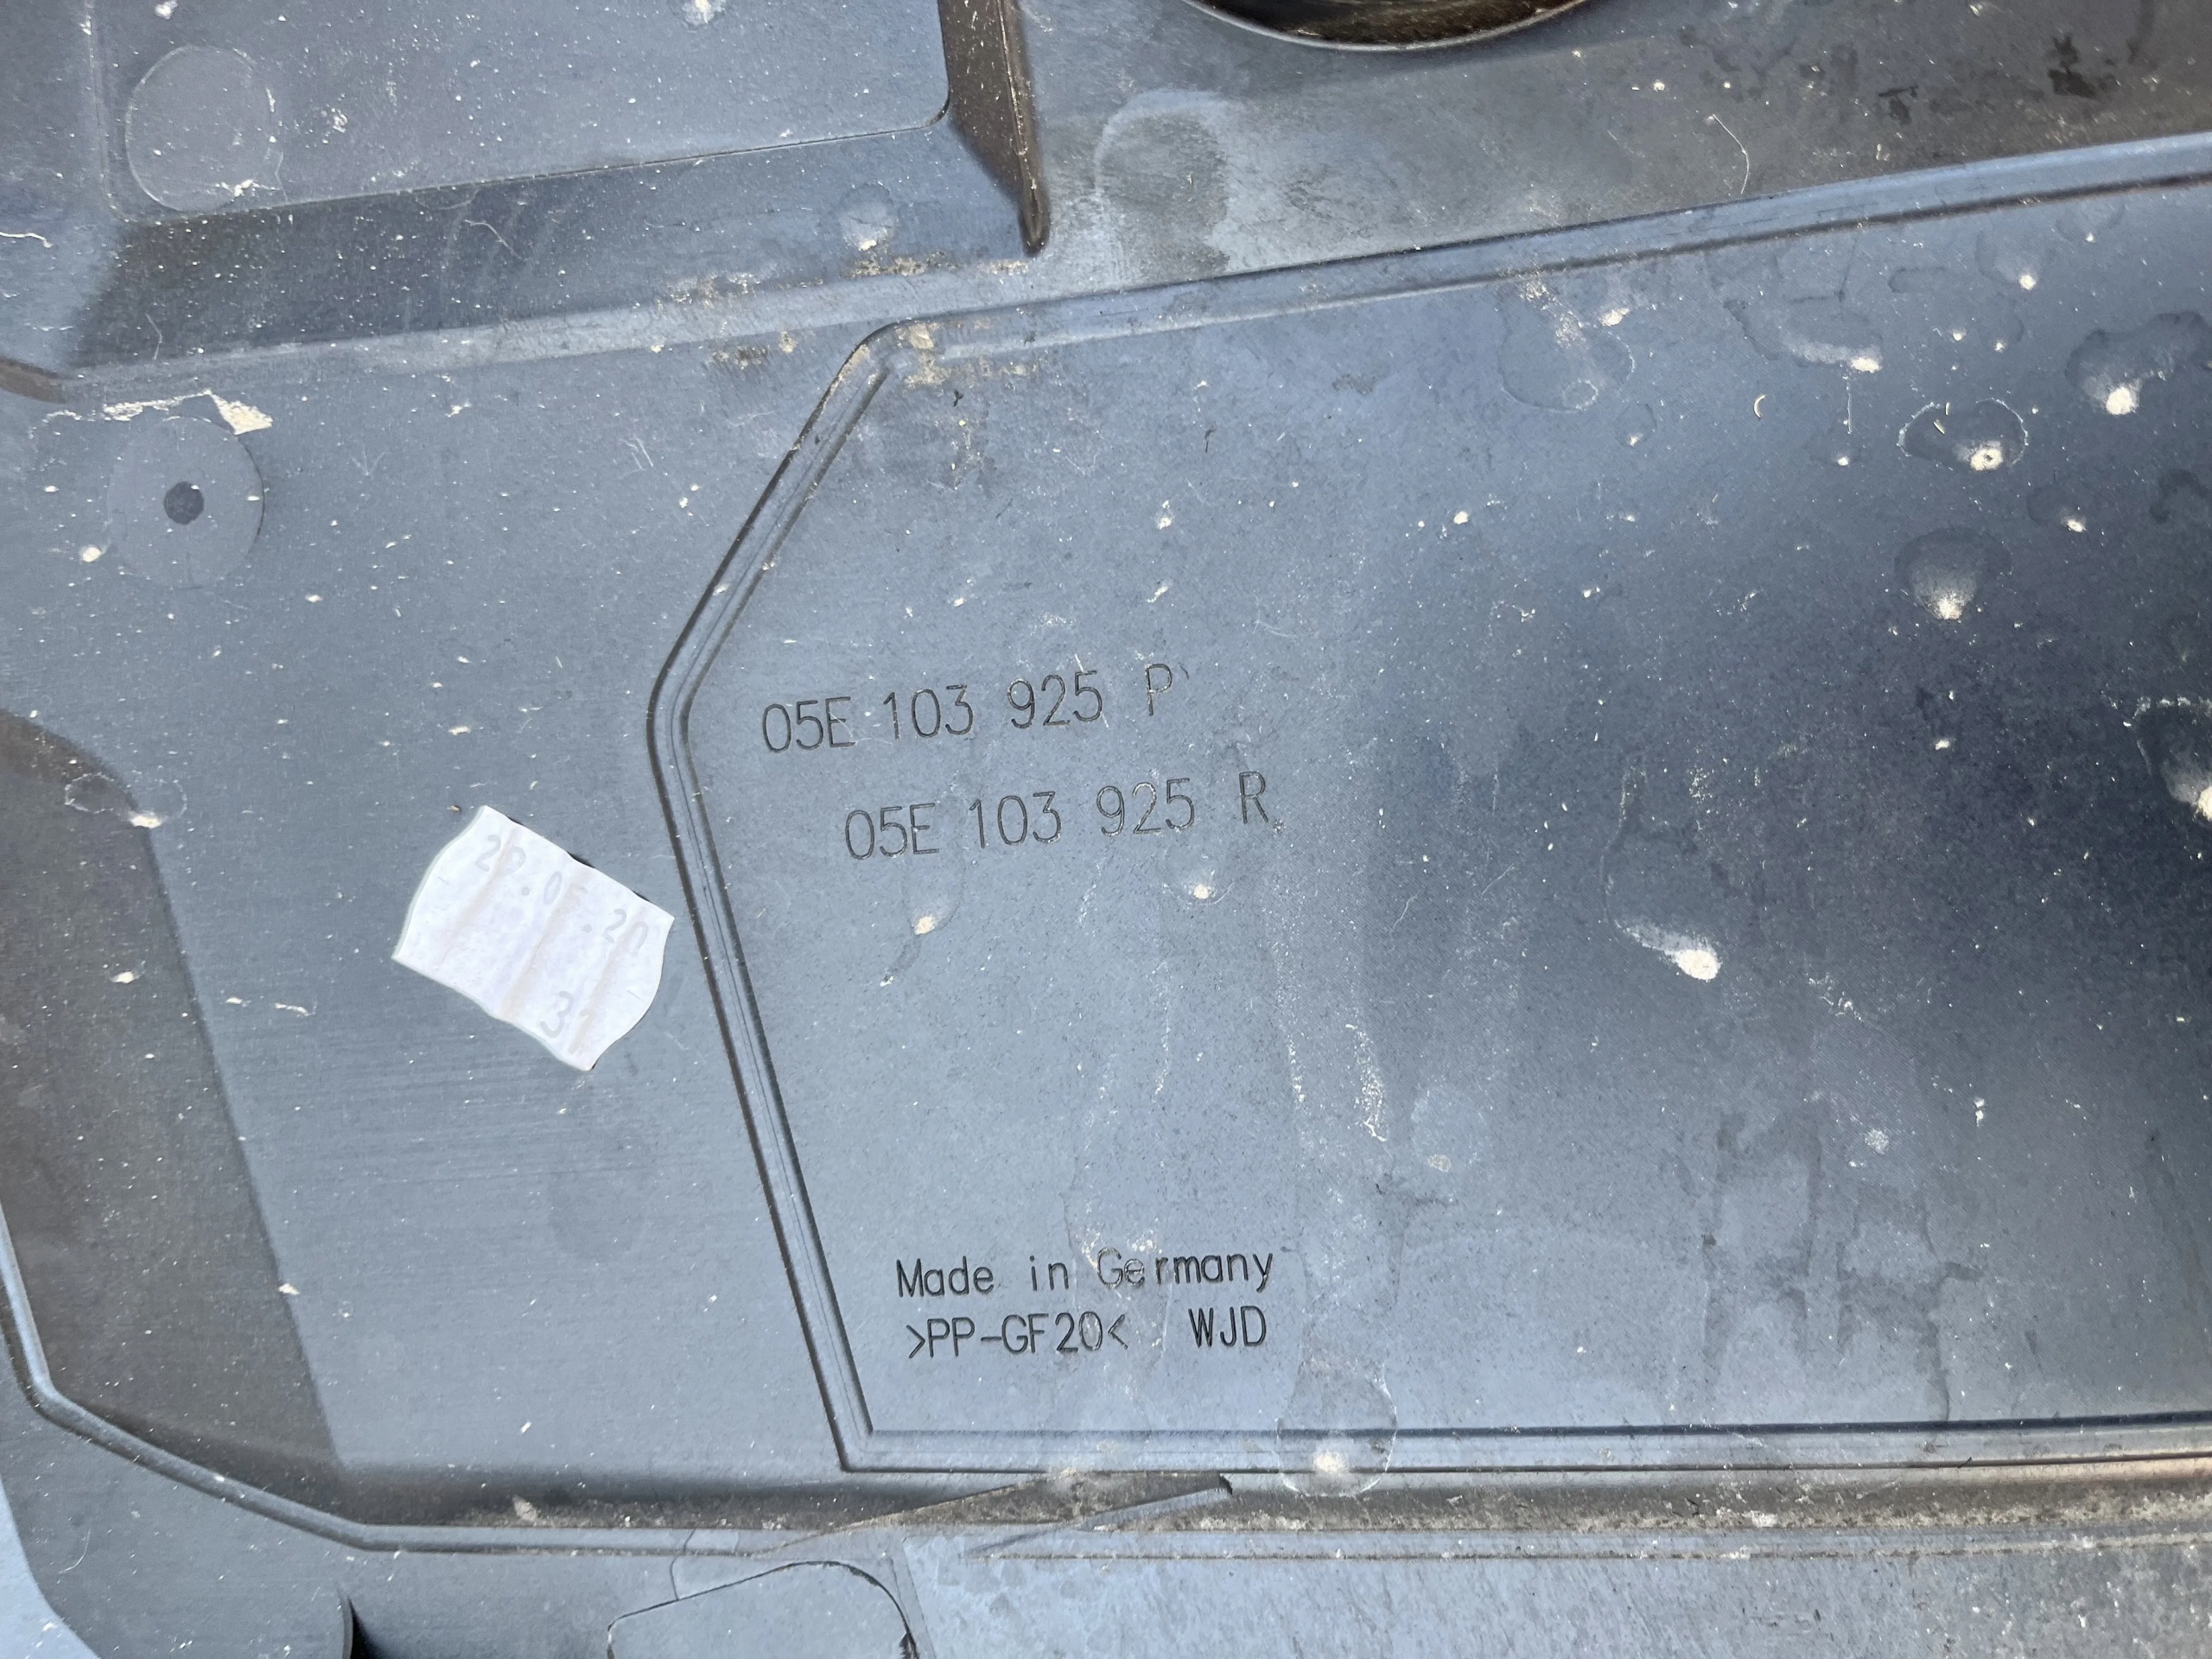 05E 103 925 P
05E 103 925 R
Made in Germany
>PP-GF20< WJD